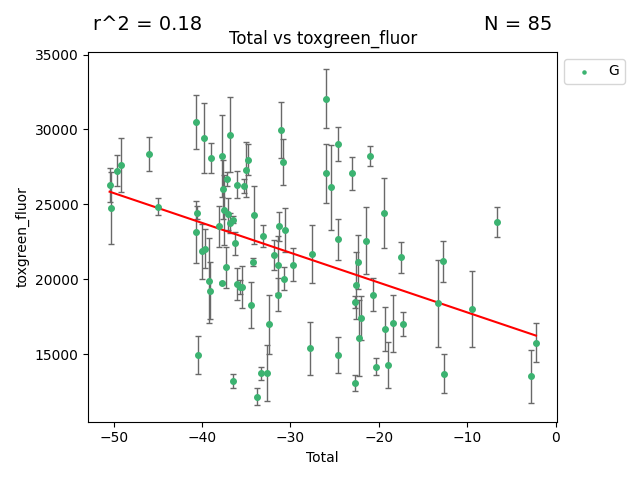 r^2 = 0.18
N = 85
Total vs toxgreen_fluor
G
35000
30000
25000
20000
15000
toxgreen_fluor
−50 −40 −30 −20 −10 0
Total